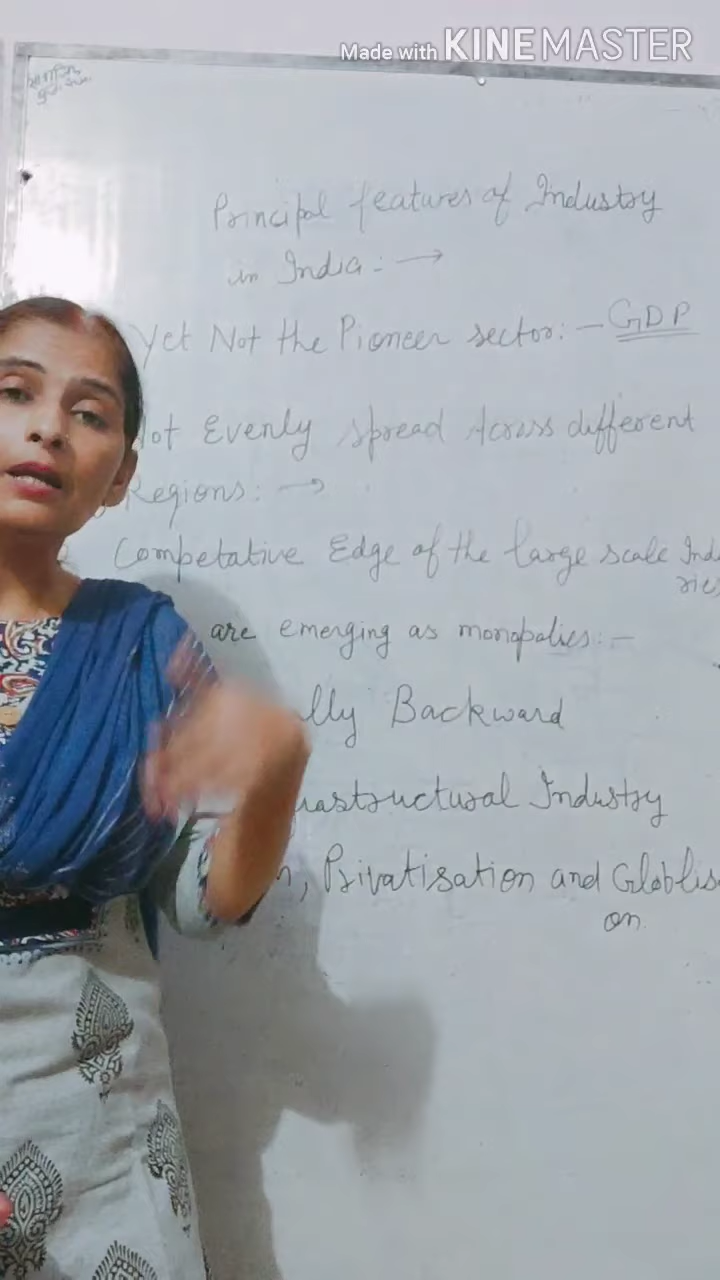 Made with KINEMASTER
Principal features of Industry
in India :- →
Yet Not the Pioneer sector:- GDP
Not Evenly spread Across different
Regions: →
Competative Edge of the large scale Indu
ries
are emerging as monopolies:-
lly Backward
rastructural Industry
n, Privatisation and Globlis
on